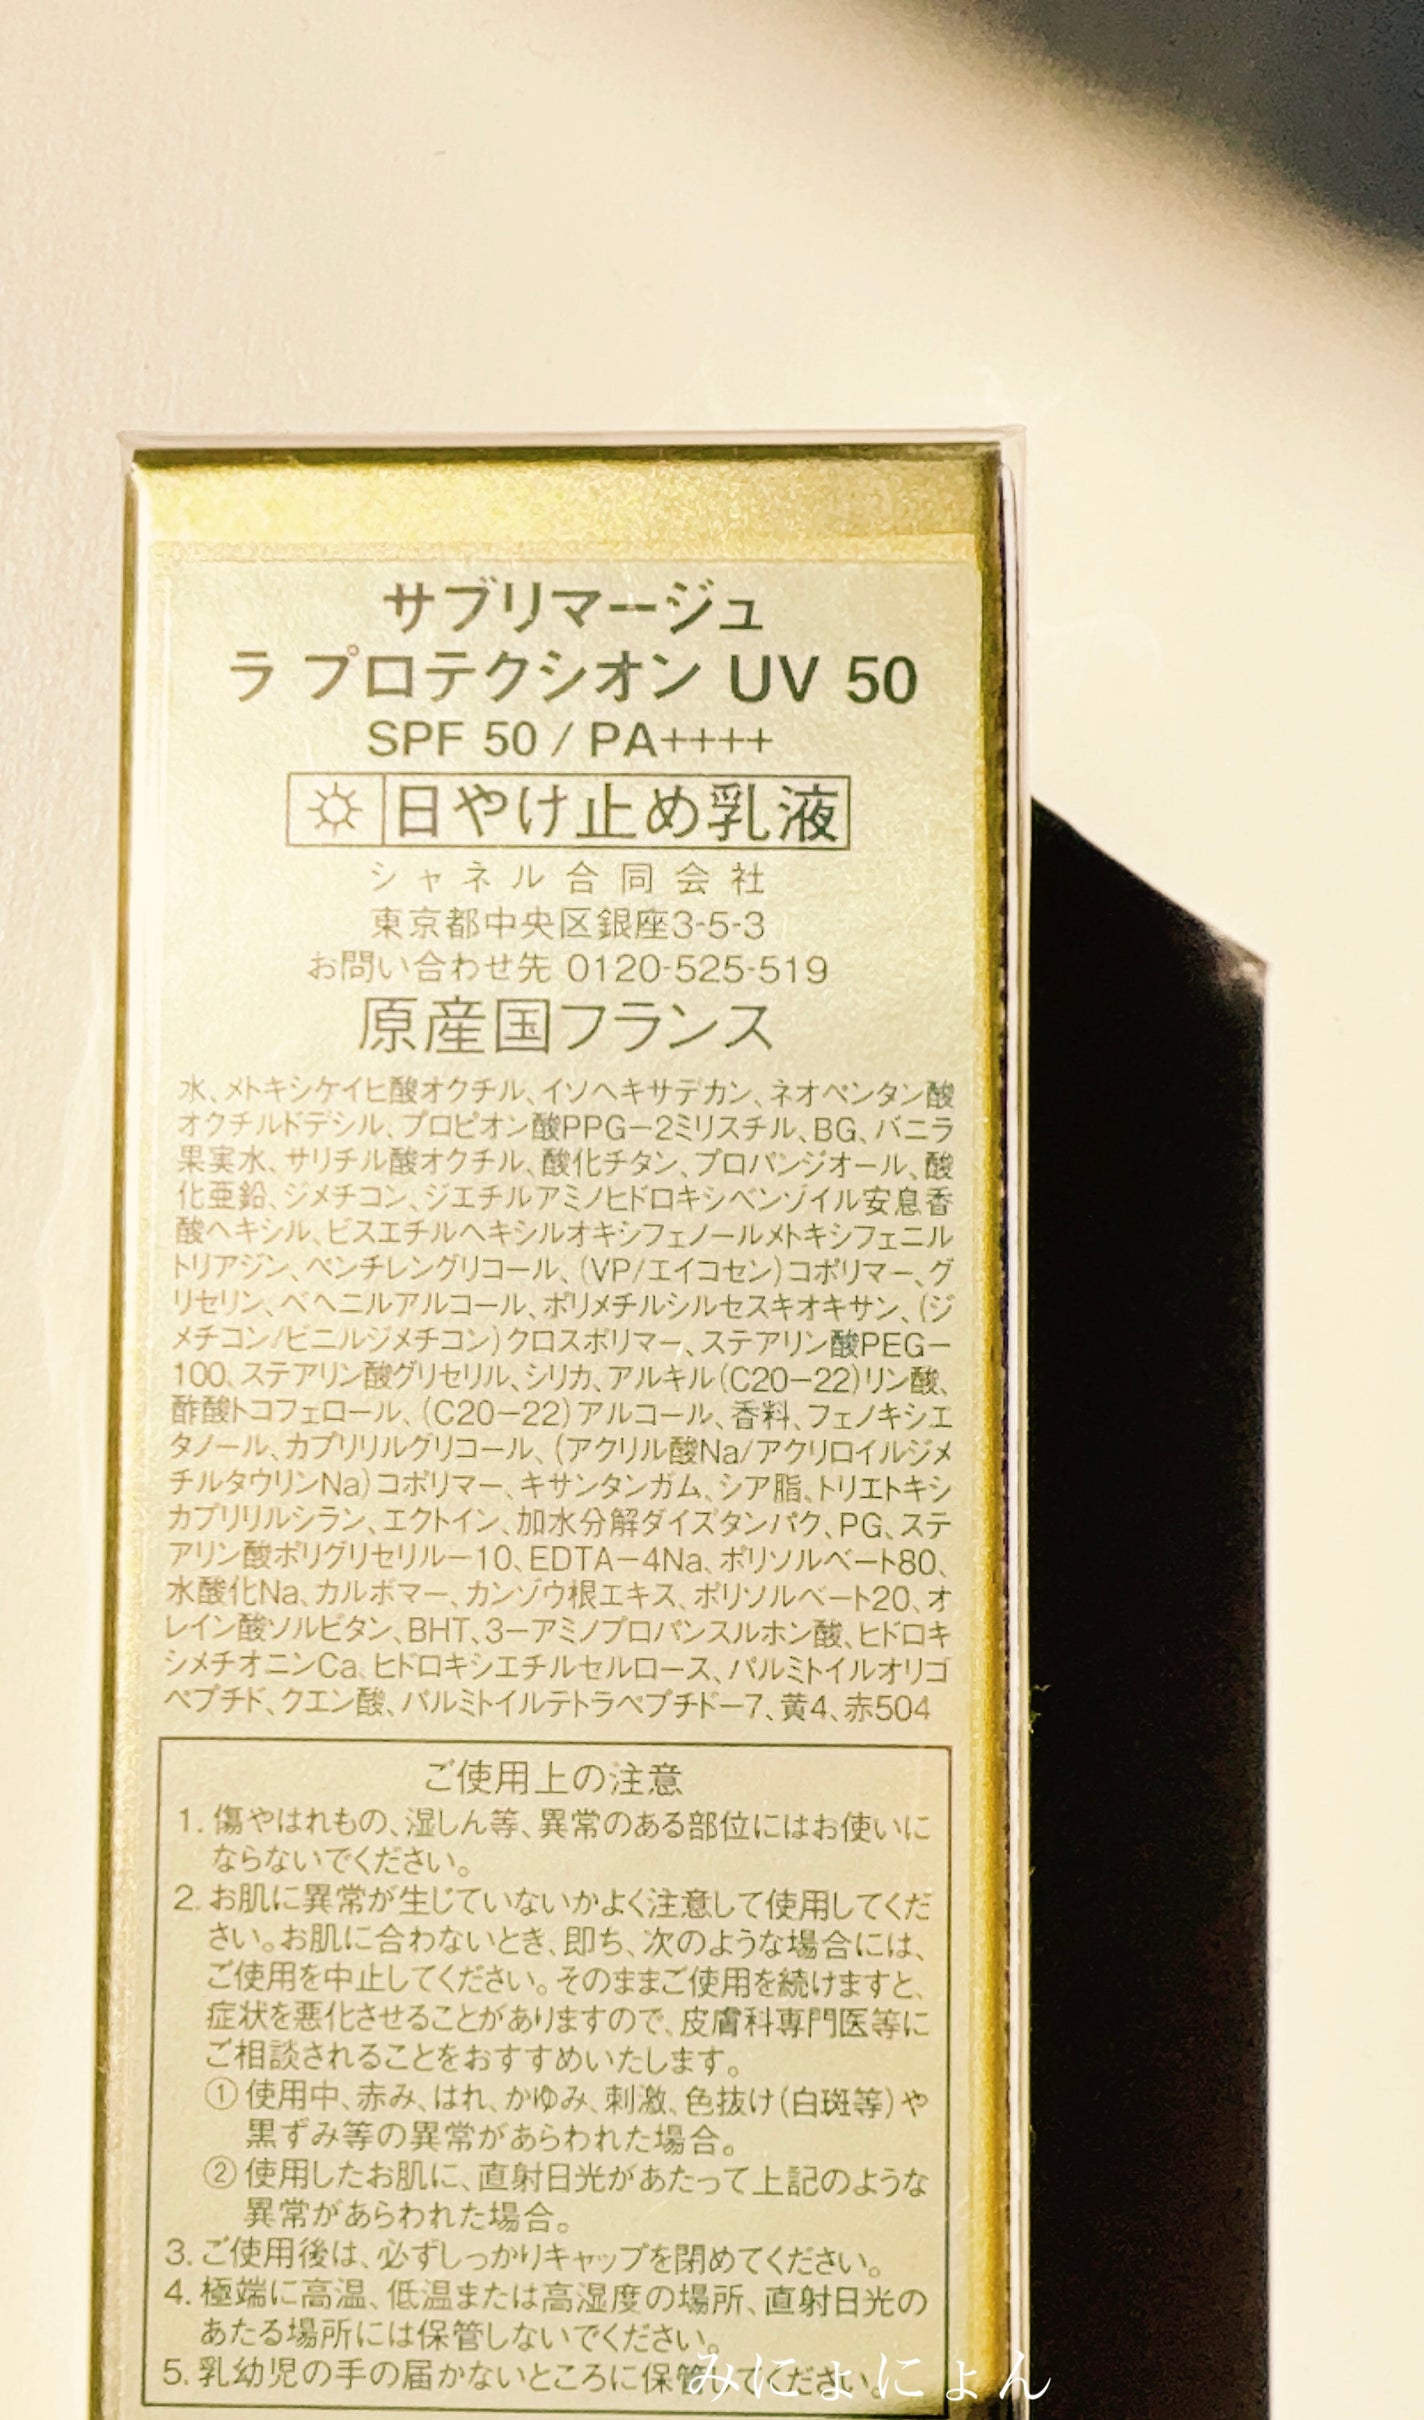 サブリマージュ
ラ プロテクシオン UV 50
SPF 50 / PA++++
日やけ止め乳液
シャネル合同会社
東京都中央区銀座3-5-3
お問い合わせ先 0120-525-519
原産国フランス
水、メトキシケイヒ酸オクチル、イソヘキサデカン、ネオペンタン酸
オクチルドデシル、プロピオン酸PPG－2ミリスチル、BG、バニラ
果実水、サリチル酸オクチル、酸化チタン、プロパンジオール、酸
化亜鉛、ジメチコン、ジエチルアミノヒドロキシベンゾイル安息香
酸ヘキシル、ビスエチルヘキシルオキシフェノールメトキシフェニル
トリアジン、ペンチレングリコール、(VP/エイコセン)コポリマー、グ
リセリン、ベヘニルアルコール、ポリメチルシルセスキオキサン、(ジ
メチコン/ビニルジメチコン)クロスポリマー、ステアリン酸PEG－
100、ステアリン酸グリセリル、シリカ、アルキル(C20－22)リン酸、
酢酸トコフェロール、(C20－22)アルコール、香料、フェノキシエ
タノール、カプリリルグリコール、(アクリル酸Na/アクリロイルジメ
チルタウリンNa)コポリマー、キサンタンガム、シア脂、トリエトキシ
カプリリルシラン、エクトイン、加水分解ダイズタンパク、PG、ステ
アリン酸ポリグリセリル－10、EDTA－4Na、ポリソルベート80、
水酸化Na、カルボマー、カンゾウ根エキス、ポリソルベート20、オ
レイン酸ソルビタン、BHT、3－アミノプロパンスルホン酸、ヒドロキ
シメチオニンCa、ヒドロキシエチルセルロース、パルミトイルオリゴ
ペプチド、クエン酸、パルミトイルテトラペプチド－7、黄4、赤504
ご使用上の注意
1. 傷やはれもの、湿しん等、異常のある部位にはお使いに
ならないでください。
2. お肌に異常が生じていないかよく注意して使用してくだ
さい。お肌に合わないとき、即ち、次のような場合には、
ご使用を中止してください。そのままご使用を続けますと、
症状を悪化させることがありますので、皮膚科専門医等に
ご相談されることをおすすめいたします。
① 使用中、赤み、はれ、かゆみ、刺激、色抜け(白斑等)や
黒ずみ等の異常があらわれた場合。
② 使用したお肌に、直射日光があたって上記のような
異常があらわれた場合。
3. ご使用後は、必ずしっかりキャップを閉めてください。
4. 極端に高温、低温または高湿度の場所、直射日光の
あたる場所には保管しないでください。
5. 乳幼児の手の届かないところに保管してください。
みにょにょん